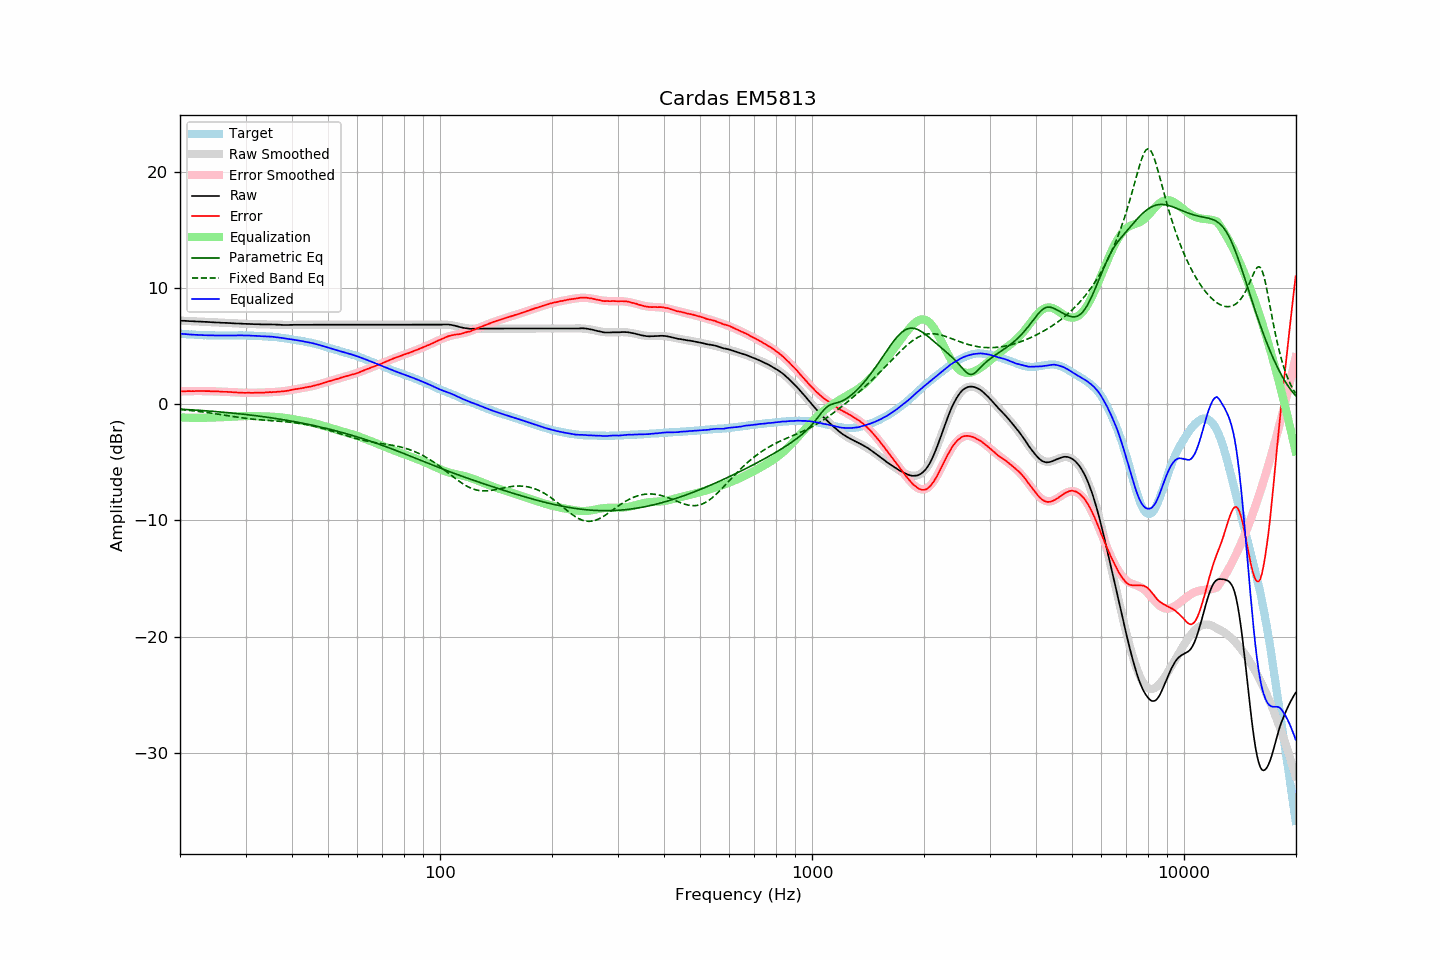 Cardas EM5813
Target
Raw Smoothed
Error Smoothed
Raw
Error
Equalization
Parametric Eq
Fixed Band Eq
Equalized
20
10
0
−10
−20
−30
Amplitude (dBr)
100
1000
10000
Frequency (Hz)